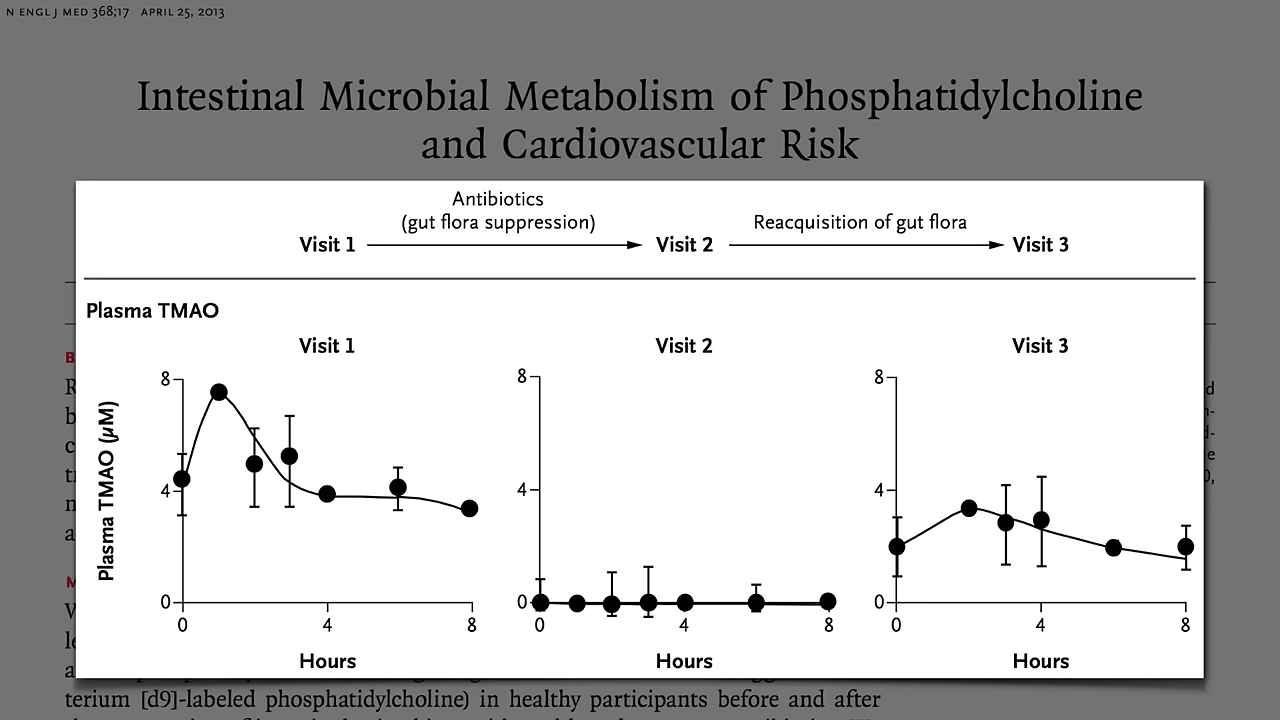 N ENGL J MED 368;17 APRIL 25, 2013
Intestinal Microbial Metabolism of Phosphatidylcholine
and Cardiovascular Risk
Antibiotics
(gut flora suppression)
Reacquisition of gut flora
Visit 1
Visit 2
Visit 3
Plasma TMAO
Visit 1
Visit 2
Visit 3
Plasma TMAO (µM)
8
4
0
0
4
8
Hours
8
4
0
0
4
8
Hours
8
4
0
0
4
8
Hours
terium [d9]-labeled phosphatidylcholine) in healthy participants before and after